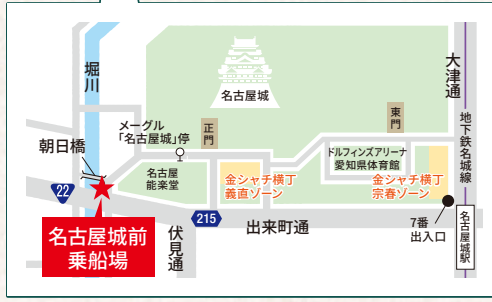 堀川
名古屋城
大津通
地下鉄名城線
メーグル
「名古屋城」停
正門
東門
朝日橋
名古屋
能楽堂
金シャチ横丁
義直ゾーン
ドルフィンズアリーナ
愛知県体育館
金シャチ横丁
宗春ゾーン
22
215
出来町通
7番
出入口
名古屋城駅
名古屋城前
乗船場
伏見通